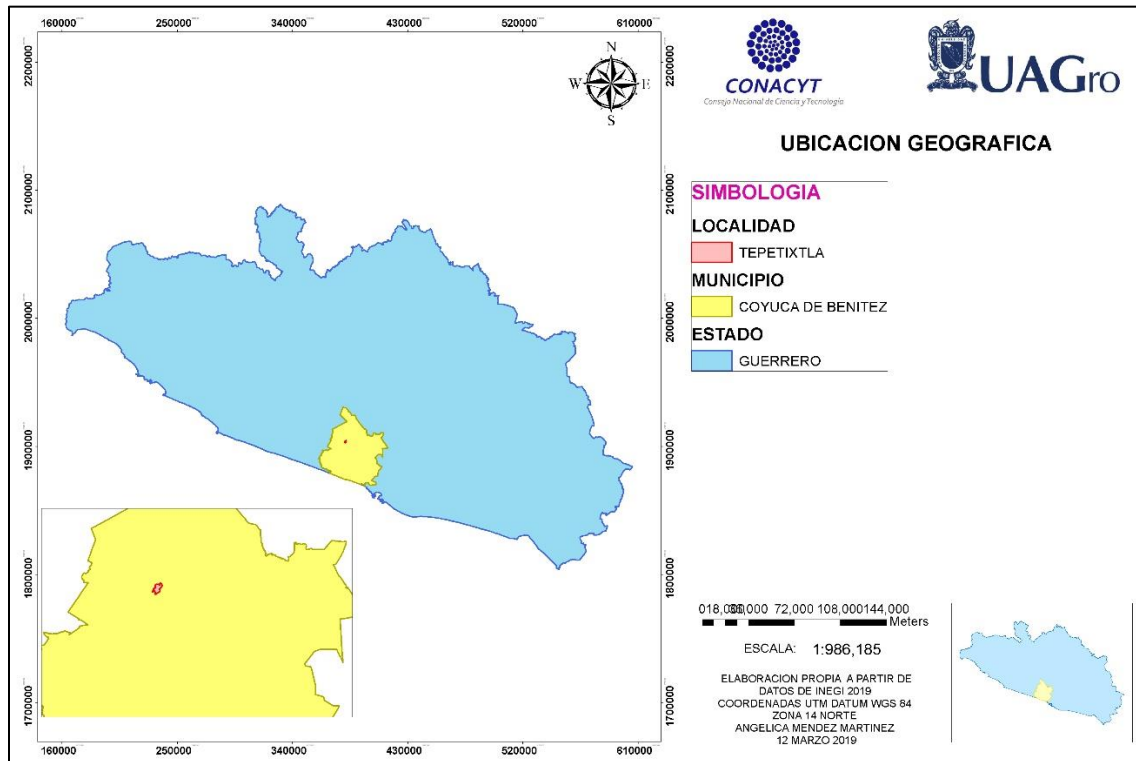 160000 250000 340000 430000 520000 610000
2200000
2100000
2000000
1900000
1800000
1700000
N
W E
S
2200000
2100000
2000000
1900000
1800000
1700000
160000 250000 340000 430000 520000 610000
CONACYT
Consejo Nacional de Ciencia y Tecnología
UAGro
UBICACION GEOGRAFICA
SIMBOLOGIA
LOCALIDAD
TEPETIXTLA
MUNICIPIO
COYUCA DE BENITEZ
ESTADO
GUERRERO
72,000 108,000 144,000
Meters
ESCALA: 1:986,185
ELABORACION PROPIA A PARTIR DE
DATOS DE INEGI 2019
COORDENADAS UTM DATUM WGS 84
ZONA 14 NORTE
ANGELICA MENDEZ MARTINEZ
12 MARZO 2019